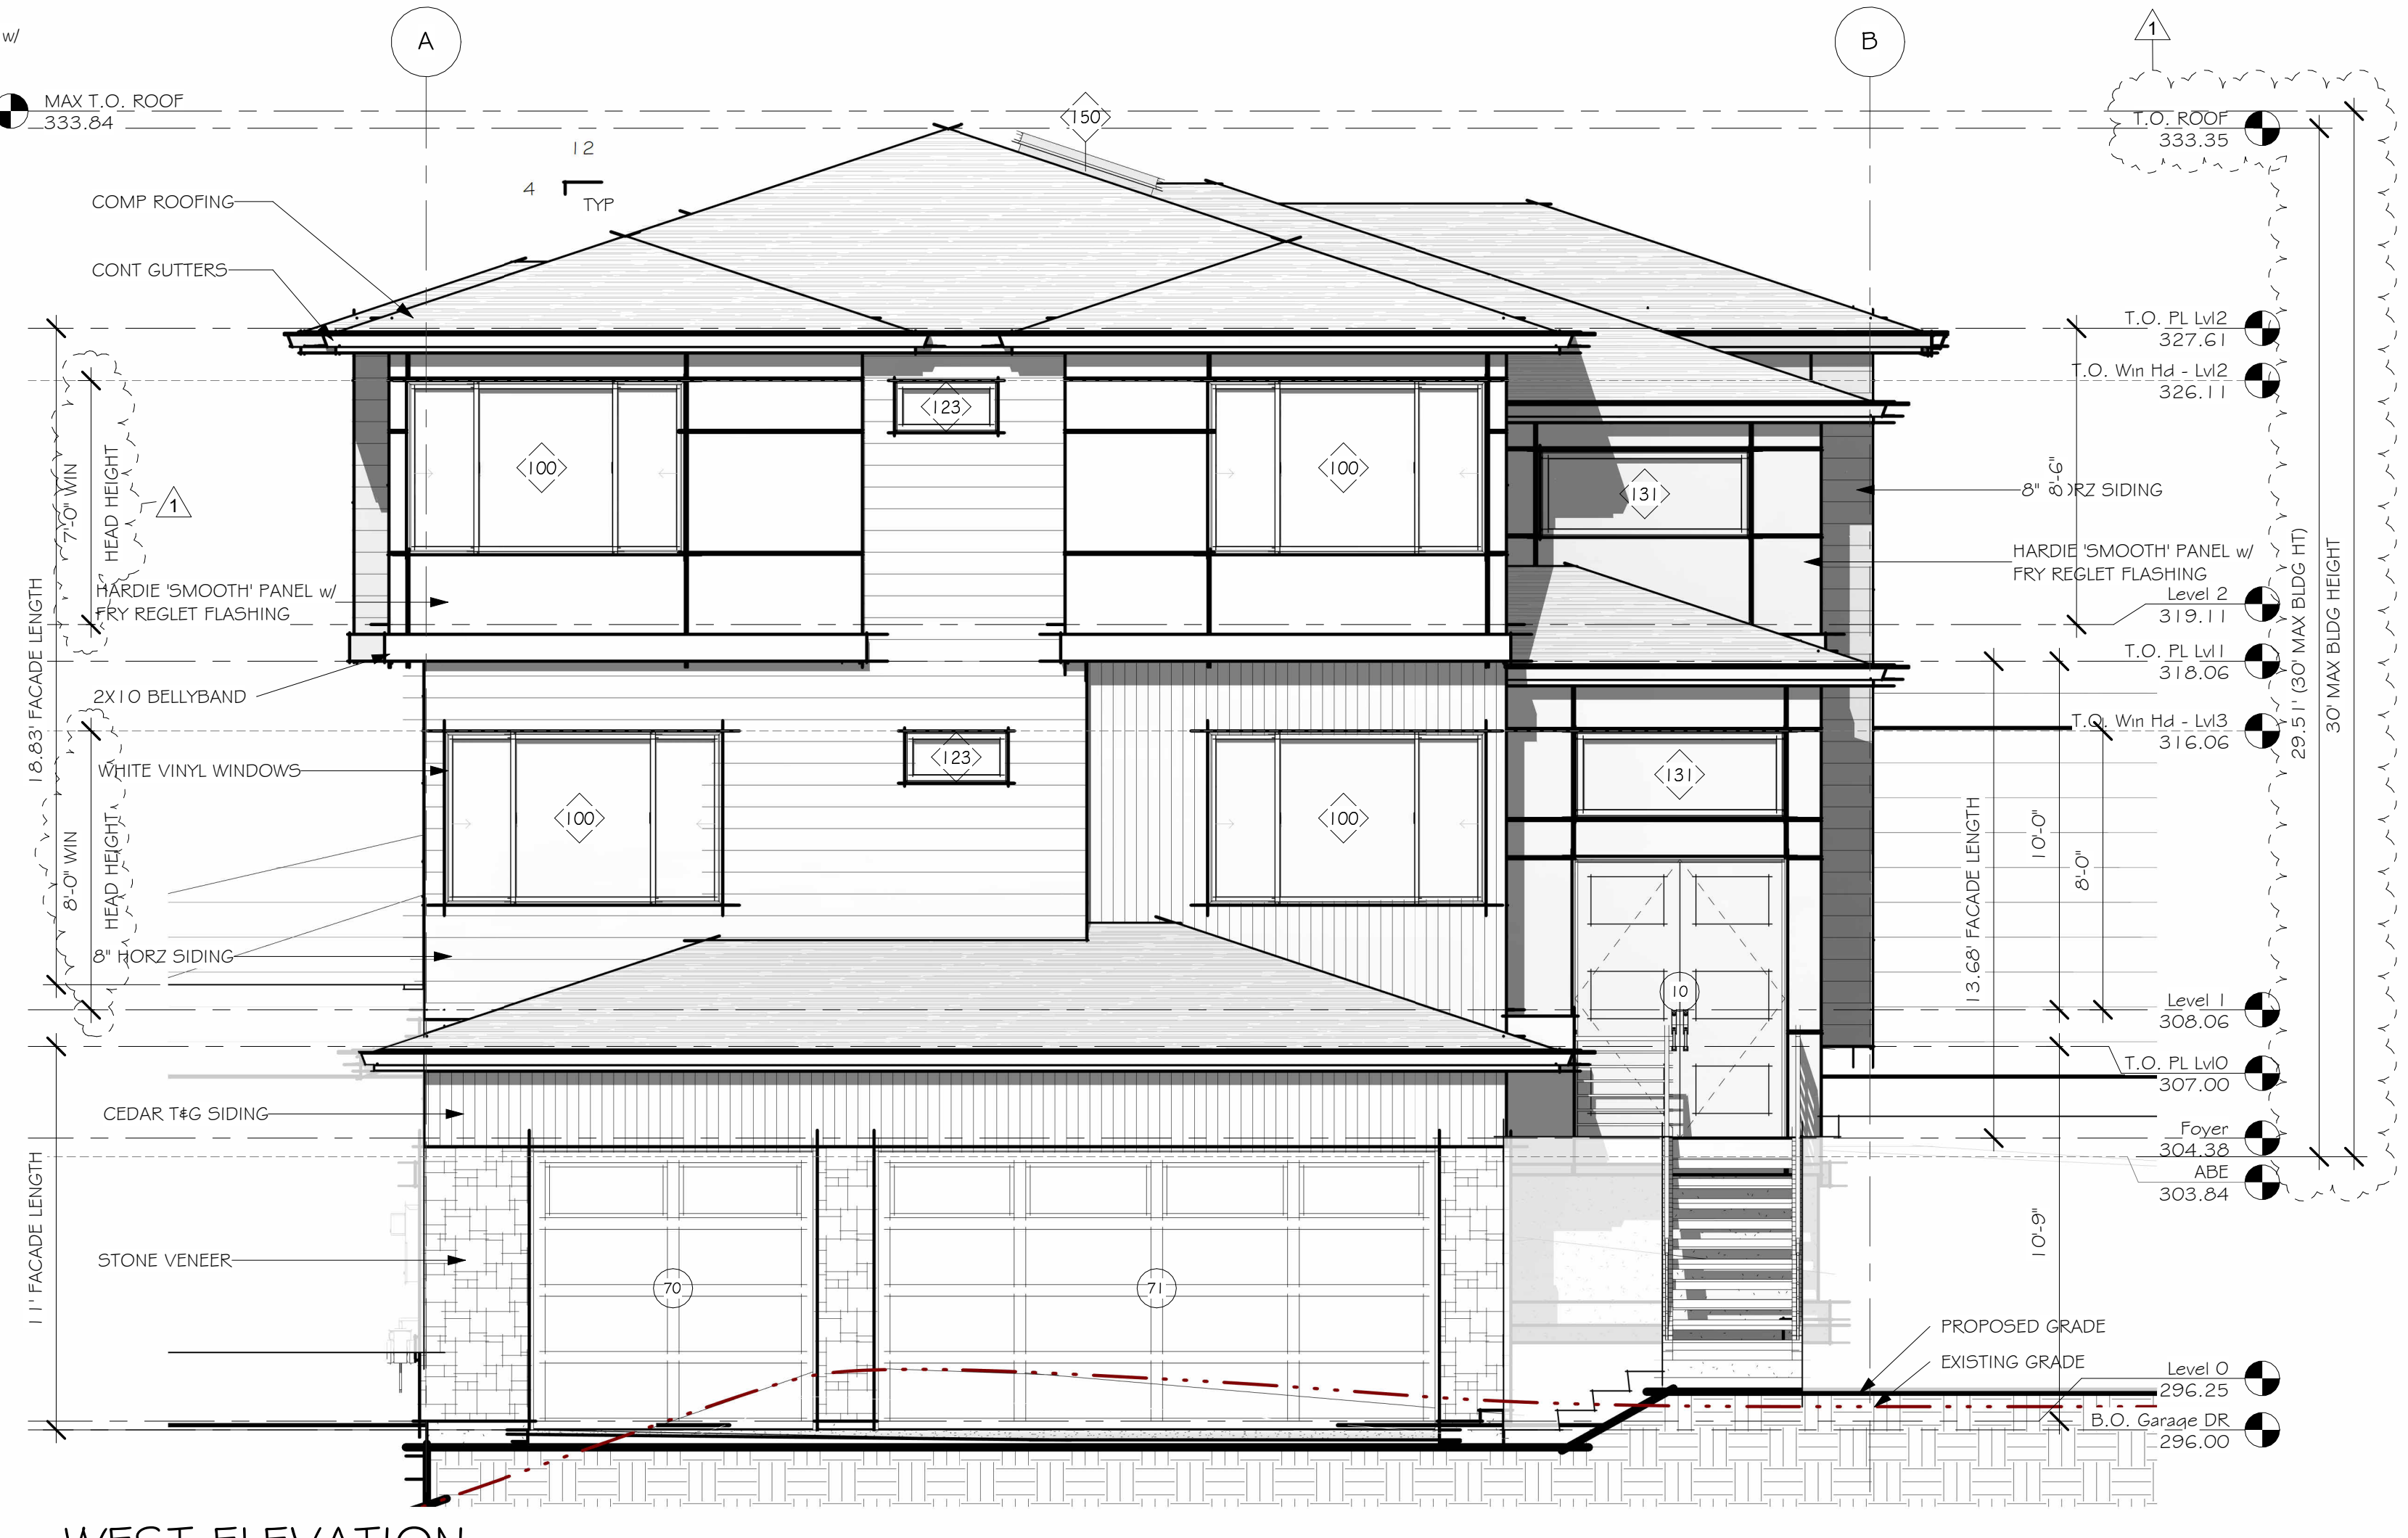 w/
A
B
1
MAX T.O. ROOF
333.84
150
T.O. ROOF
333.35
12
4
TYP
COMP ROOFING
CONT GUTTERS
T.O. PL Lvl2
327.61
T.O. Win Hd - Lvl2
326.11
123
100
100
131
7'-0" WIN
HEAD HEIGHT
1
8'-6"
8" HORZ SIDING
HARDIE 'SMOOTH' PANEL w/
FRY REGLET FLASHING
HARDIE 'SMOOTH' PANEL w/
FRY REGLET FLASHING
Level 2
319.11
29.51' (30' MAX BLDG HT)
30' MAX BLDG HEIGHT
18.83' FACADE LENGTH
T.O. PL Lvl1
318.06
2X10 BELLYBAND
T.O. Win Hd - Lvl3
316.06
WHITE VINYL WINDOWS
123
131
100
100
8'-0" WIN
HEAD HEIGHT
13.68' FACADE LENGTH
10'-0"
8'-0"
8" HORZ SIDING
10
Level 1
308.06
T.O. PL Lvl0
307.00
CEDAR T&G SIDING
Foyer
304.38
ABE
303.84
11' FACADE LENGTH
10'-9"
STONE VENEER
70
71
PROPOSED GRADE
EXISTING GRADE
Level 0
296.25
B.O. Garage DR
296.00
WEST ELEVATION